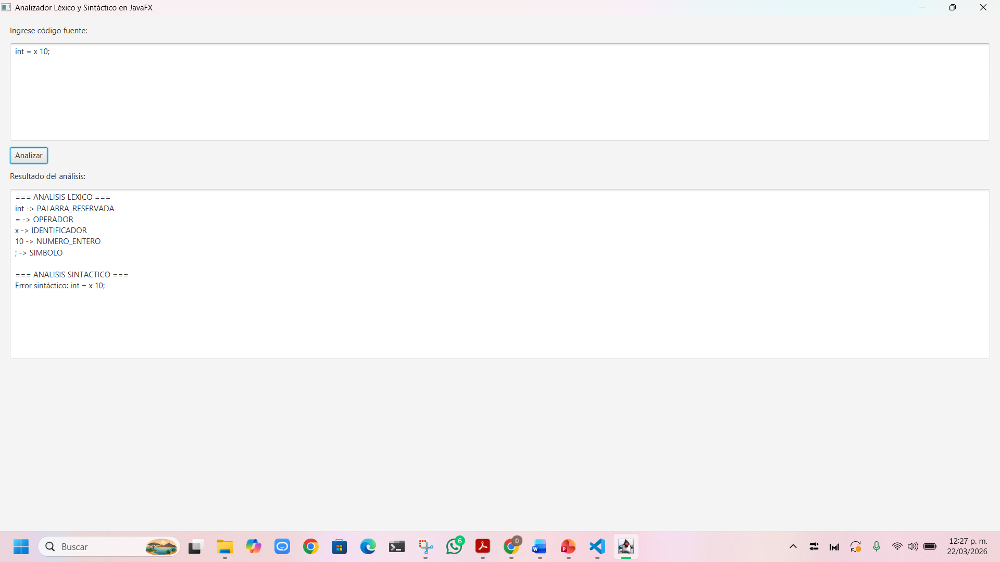 Analizador Léxico y Sintáctico en JavaFX
Ingrese código fuente:
int = x 10;
Analizar
Resultado del análisis:
=== ANALISIS LEXICO ===
int -> PALABRA_RESERVADA
= -> OPERADOR
x -> IDENTIFICADOR
10 -> NUMERO_ENTERO
; -> SIMBOLO
=== ANALISIS SINTACTICO ===
Error sintáctico: int = x 10;
Buscar
6
D
W
P
12:27 p. m.
22/03/2026